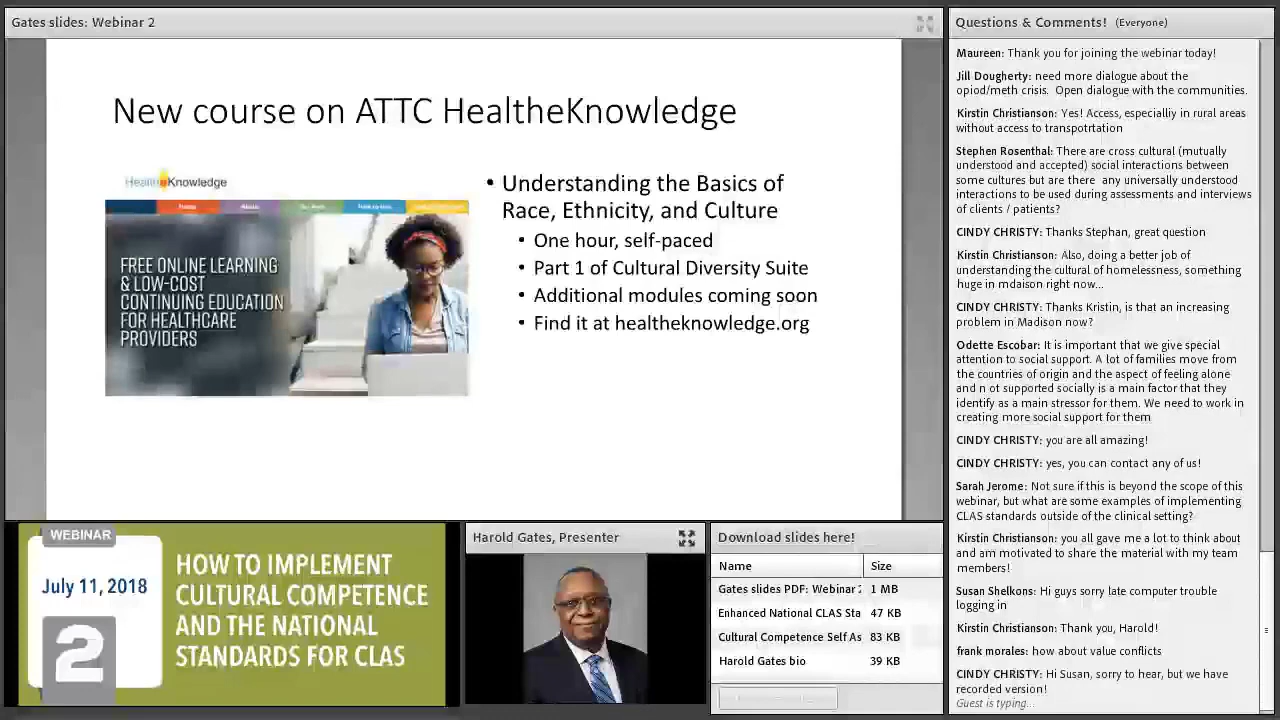 Gates slides: Webinar 2
New course on ATTC HealtheKnowledge
HealtheKnowledge
FREE ONLINE LEARNING
& LOW-COST
CONTINUING EDUCATION
FOR HEALTHCARE
PROVIDERS
• Understanding the Basics of
Race, Ethnicity, and Culture
• One hour, self-paced
• Part 1 of Cultural Diversity Suite
• Additional modules coming soon
• Find it at healtheknowledge.org
WEBINAR
July 11, 2018
2
HOW TO IMPLEMENT
CULTURAL COMPETENCE
AND THE NATIONAL
STANDARDS FOR CLAS
Harold Gates, Presenter
Download slides here!
Name Size
Gates slides PDF: Webinar 2 1 MB
Enhanced National CLAS Sta 47 KB
Cultural Competence Self As 83 KB
Harold Gates bio 39 KB
Questions & Comments! (Everyone)
Maureen: Thank you for joining the webinar today!
Jill Dougherty: need more dialogue about the
opiod/meth crisis. Open dialogue with the communities.
Kirstin Christianson: Yes! Access, especialliy in rural areas
without access to transpotrtation
Stephen Rosenthal: There are cross cultural (mutually
understood and accepted) social interactions between
some cultures but are there any universally understood
interactions to be used during assessments and interviews
of clients / patients?
CINDY CHRISTY: Thanks Stephan, great question
Kirstin Christianson: Also, doing a better job of
understanding the cultural of homelessness, something
huge in mdaison right now...
CINDY CHRISTY: Thanks Kristin, is that an increasing
problem in Madison now?
Odette Escobar: It is important that we give special
attention to social support. A lot of families move from
the countries of origin and the aspect of feeling alone
and n ot supported socially is a main factor that they
identify as a main stressor for them. We need to work in
creating more social support for them
CINDY CHRISTY: you are all amazing!
CINDY CHRISTY: yes, you can contact any of us!
Sarah Jerome: Not sure if this is beyond the scope of this
webinar, but what are some examples of implementing
CLAS standards outside of the clinical setting?
Kirstin Christianson: you all gave me a lot to think about
and am motivated to share the material with my team
members!
Susan Shelkons: Hi guys sorry late computer trouble
logging in
Kirstin Christianson: Thank you, Harold!
frank morales: how about value conflicts
CINDY CHRISTY: Hi Susan, sorry to hear, but we have
recorded version!
Guest is typing...